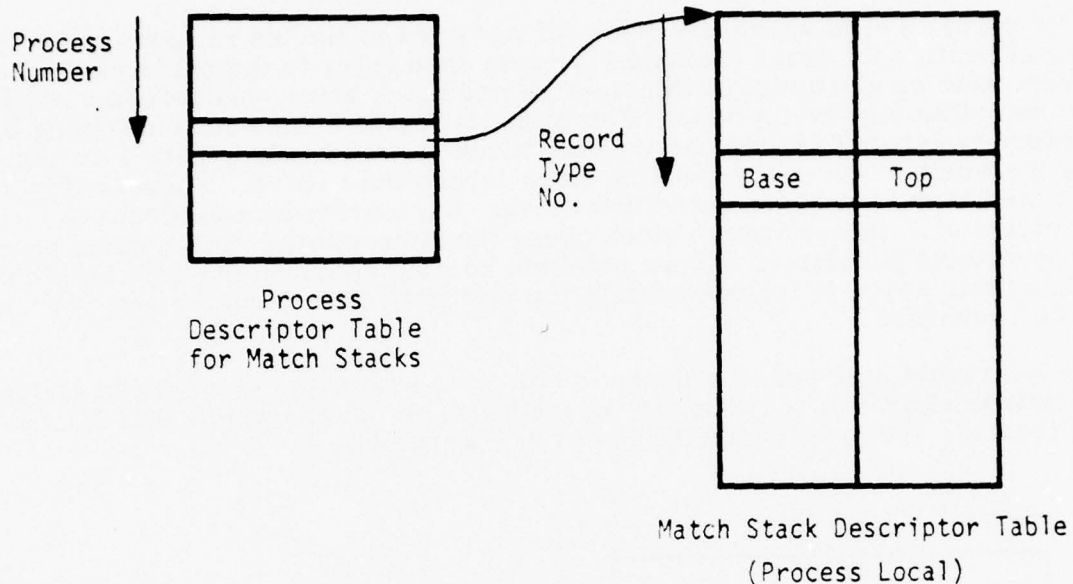 Process
Number
Process
Descriptor Table
for Match Stacks
Record
Type
No.
Base
Top
Match Stack Descriptor Table
(Process Local)